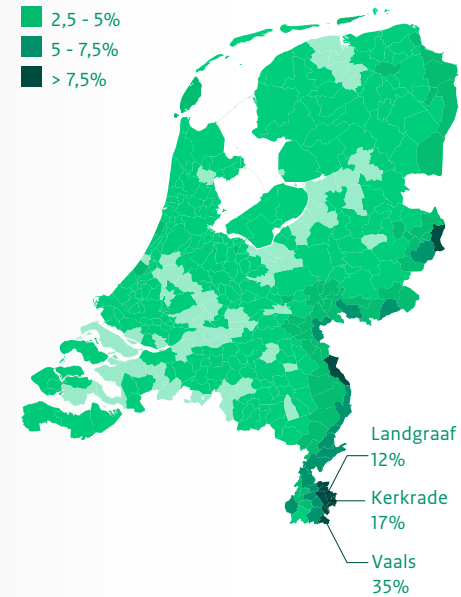 2,5 - 5%
5 - 7,5%
> 7,5%
Landgraaf
12%
Kerkrade
17%
Vaals
35%